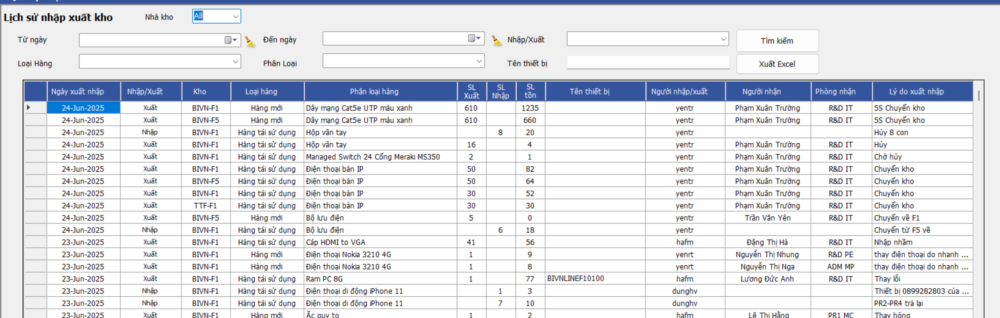 Lịch sử nhập xuất kho Nhà kho All
Từ ngày Đến ngày Nhập/Xuất Tìm kiếm
Loại Hàng Phân Loại Tên thiết bị Xuất Excel
Ngày xuất nhập Nhập/Xuất Kho Loại hàng Phân loại hàng SL Xuất SL Nhập SL tồn Tên thiết bị Người nhập/xuất Người nhận Phòng nhận Lý do xuất nhập
24-Jun-2025 Xuất BIVN-F1 Hàng mới Dây mạng Cat5e UTP màu xanh 610 1235 yentr Phạm Xuân Trường R&D IT 5S Chuyển kho
24-Jun-2025 Xuất BIVN-F5 Hàng mới Dây mạng Cat5e UTP màu xanh 610 660 yentr Phạm Xuân Trường R&D IT 5S Chuyển kho
24-Jun-2025 Nhập BIVN-F1 Hàng tái sử dụng Hộp vân tay 8 20 yentr Hủy 8 con
24-Jun-2025 Xuất BIVN-F1 Hàng tái sử dụng Hộp vân tay 16 4 yentr Phạm Xuân Trường R&D IT Hủy
24-Jun-2025 Xuất BIVN-F1 Hàng tái sử dụng Managed Switch 24 Cổng Meraki MS350 2 1 yentr Phạm Xuân Trường R&D IT Chờ hủy
24-Jun-2025 Xuất BIVN-F1 Hàng tái sử dụng Điện thoại bàn IP 50 82 yentr Phạm Xuân Trường R&D IT Chuyển kho
24-Jun-2025 Xuất BIVN-F5 Hàng tái sử dụng Điện thoại bàn IP 50 64 yentr Phạm Xuân Trường R&D IT Chuyển kho
24-Jun-2025 Xuất BIVN-F1 Hàng tái sử dụng Điện thoại bàn IP 30 52 yentr Phạm Xuân Trường R&D IT Chuyển kho
24-Jun-2025 Xuất TTF-F1 Hàng tái sử dụng Điện thoại bàn IP 30 30 yentr Phạm Xuân Trường R&D IT Chuyển kho
24-Jun-2025 Xuất BIVN-F5 Hàng mới Bộ lưu điện 5 0 yentr Trần Văn Yên R&D IT Chuyển về F1
24-Jun-2025 Nhập BIVN-F1 Hàng tái sử dụng Bộ lưu điện 6 18 yentr Chuyển từ F5 về
23-Jun-2025 Xuất BIVN-F1 Hàng tái sử dụng Cáp HDMI to VGA 41 56 hafm Đặng Thị Hà R&D IT Nhập nhầm
23-Jun-2025 Xuất BIVN-F1 Hàng mới Điện thoại Nokia 3210 4G 1 9 yenrt Nguyễn Thị Nhung R&D PE thay điện thoại do nhanh ...
23-Jun-2025 Xuất BIVN-F1 Hàng mới Điện thoại Nokia 3210 4G 1 8 yenrt Nguyễn Thị Nga ADM MP thay điện thoại do nhanh ...
23-Jun-2025 Xuất BIVN-F1 Hàng tái sử dụng Ram PC 8G 1 77 BIVNLINEF10100 hafm Lương Đức Anh R&D IT Thay lỗi
23-Jun-2025 Nhập BIVN-F1 Hàng tái sử dụng Điện thoại di động iPhone 11 1 3 dunghv Thiết bị 0899282803 của ...
23-Jun-2025 Nhập BIVN-F1 Hàng tái sử dụng Điện thoại di động iPhone 11 7 10 dunghv PR2-PR4 trả lại
23-Jun-2025 Xuất BIVN-F1 Hàng mới Ắc quy to 1 2 hafm Lê Thị Hằng PR1 MC Thay hỏng